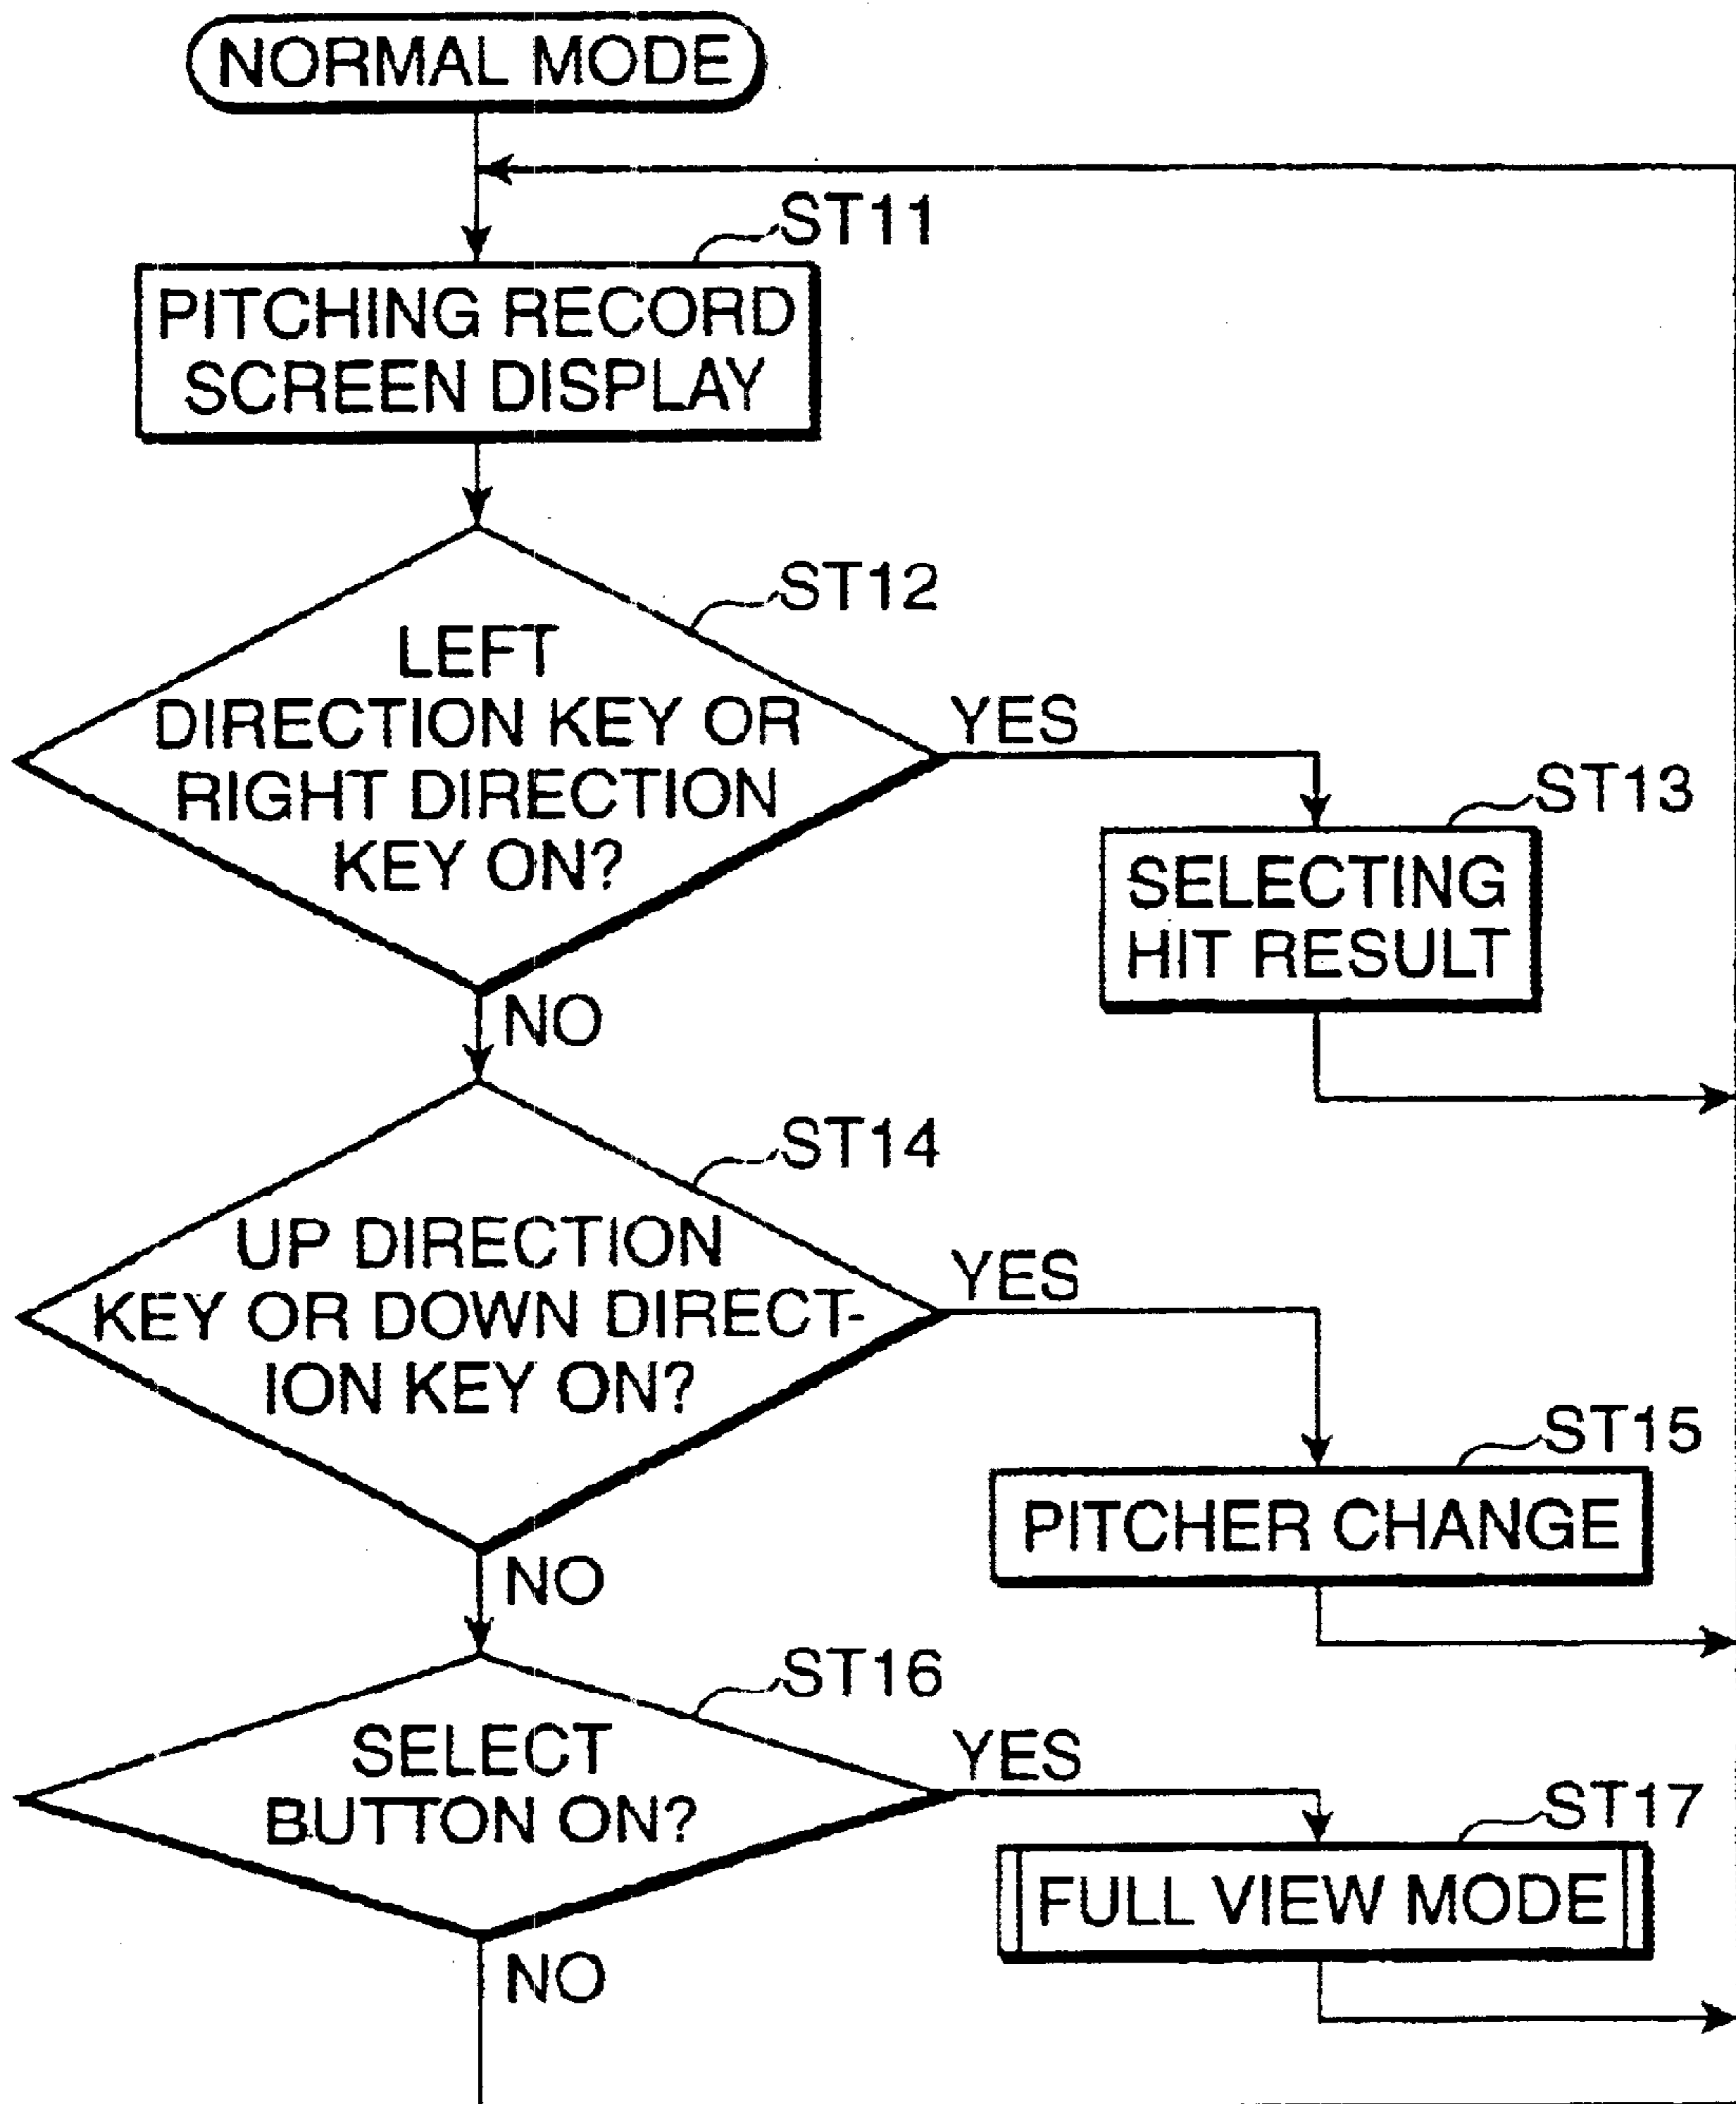 NORMAL MODE
ST11
PITCHING RECORD
SCREEN DISPLAY
ST12
LEFT
DIRECTION KEY OR
RIGHT DIRECTION
KEY ON?
YES
ST13
SELECTING
HIT RESULT
NO
ST14
UP DIRECTION
KEY OR DOWN DIRECT-
ION KEY ON?
YES
ST15
PITCHER CHANGE
NO
ST16
SELECT
BUTTON ON?
YES
ST17
FULL VIEW MODE
NO